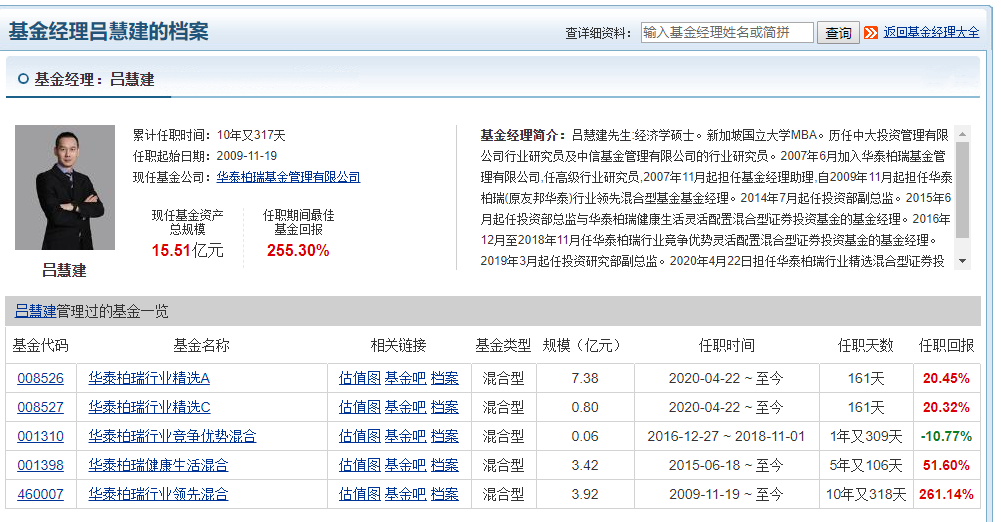 基金经理吕慧建的档案
查详细资料： 输入基金经理姓名或简拼 查询 返回基金经理大全
基金经理：吕慧建
累计任职时间：10年又317天
任职起始日期：2009-11-19
现任基金公司：华泰柏瑞基金管理有限公司
现任基金资产
总规模
15.51亿元
任职期间最佳
基金回报
255.30%
吕慧建
基金经理简介：吕慧建先生:经济学硕士。新加坡国立大学MBA。历任中大投资管理有限
公司行业研究员及中信基金管理有限公司的行业研究员。2007年6月加入华泰柏瑞基金管
理有限公司,任高级行业研究员,2007年11月起担任基金经理助理,自2009年11月起担任华泰
柏瑞(原友邦华泰)行业领先混合型基金基金经理。2014年7月起任投资部副总监。2015年6
月起任投资部总监与华泰柏瑞健康生活灵活配置混合型证券投资基金的基金经理。2016年
12月至2018年11月任华泰柏瑞行业竞争优势灵活配置混合型证券投资基金的基金经理。
2019年3月起任投资研究部副总监。2020年4月22日担任华泰柏瑞行业精选混合型证券投
吕慧建管理过的基金一览
基金代码 基金名称 相关链接 基金类型 规模（亿元） 任职时间 任职天数 任职回报
008526 华泰柏瑞行业精选A 估值图 基金吧 档案 混合型 7.38 2020-04-22 ~ 至今 161天 20.45%
008527 华泰柏瑞行业精选C 估值图 基金吧 档案 混合型 0.80 2020-04-22 ~ 至今 161天 20.32%
001310 华泰柏瑞行业竞争优势混合 估值图 基金吧 档案 混合型 0.06 2016-12-27 ~ 2018-11-01 1年又309天 -10.77%
001398 华泰柏瑞健康生活混合 估值图 基金吧 档案 混合型 3.42 2015-06-18 ~ 至今 5年又106天 51.60%
460007 华泰柏瑞行业领先混合 估值图 基金吧 档案 混合型 3.92 2009-11-19 ~ 至今 10年又318天 261.14%